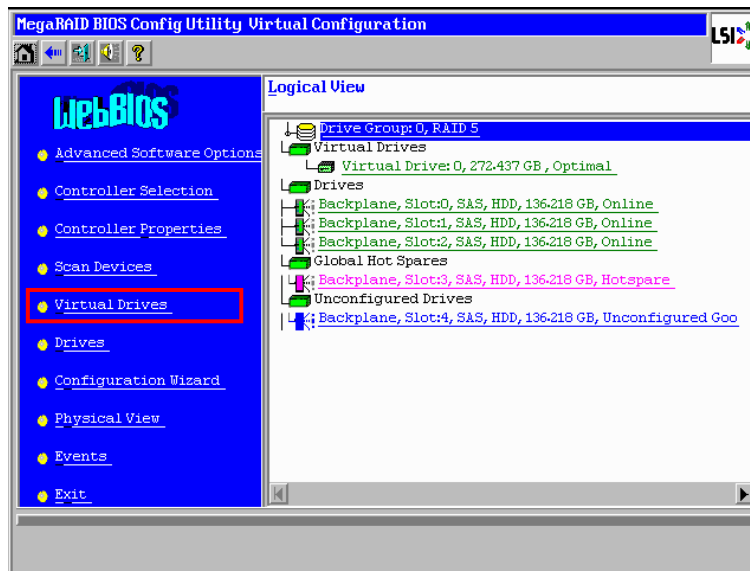 MegaRAID BIOS Config Utility Virtual Configuration
LSI
WebBIOS
Advanced Software Options
Controller Selection
Controller Properties
Scan Devices
Virtual Drives
Drives
Configuration Wizard
Physical View
Events
Exit
Logical View
Drive Group: 0, RAID 5
Virtual Drives
Virtual Drive: 0, 272.437 GB , Optimal
Drives
Backplane, Slot:0, SAS, HDD, 136.218 GB, Online
Backplane, Slot:1, SAS, HDD, 136.218 GB, Online
Backplane, Slot:2, SAS, HDD, 136.218 GB, Online
Global Hot Spares
Backplane, Slot:3, SAS, HDD, 136.218 GB, Hotspare
Unconfigured Drives
Backplane, Slot:4, SAS, HDD, 136.218 GB, Unconfigured Goo